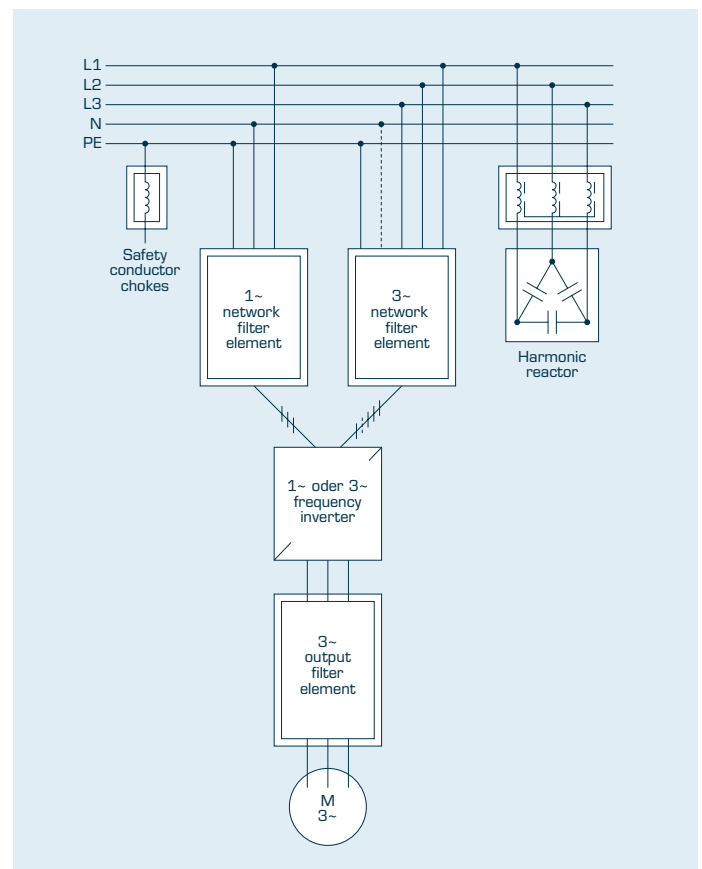 L1
L2
L3
N
PE
Safety
conductor
chokes
1~
network
filter
element
3~
network
filter
element
Harmonic
reactor
1~ oder 3~
frequency
inverter
3~
output
filter
element
M
3~